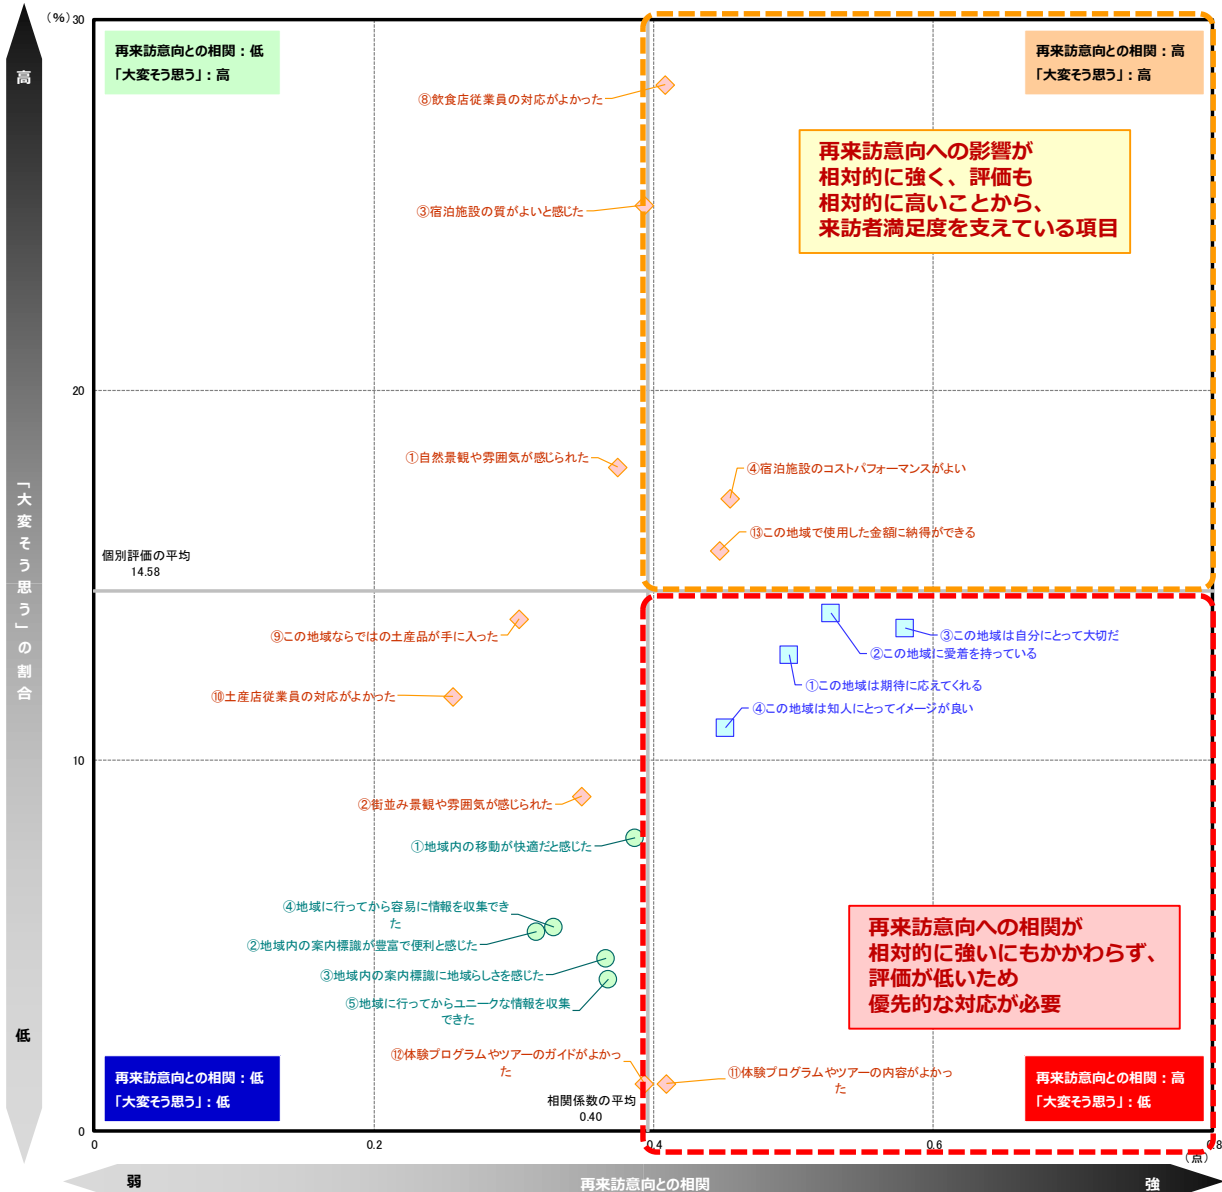 (%)
30
再来訪意向との相関：低
「大変そう思う」：高
再来訪意向との相関：高
「大変そう思う」：高
高
⑧飲食店従業員の対応がよかった
再来訪意向への影響が
相対的に強く、評価も
相対的に高いことから、
来訪者満足度を支えている項目
③宿泊施設の質がよいと感じた
20
①自然景観や雰囲気が感じられた
④宿泊施設のコストパフォーマンスがよい
⑬この地域で使用した金額に納得ができる
「大変そう思う」の割合
個別評価の平均
14.58
⑨この地域ならではの土産品が手に入った
③この地域は自分にとって大切だ
②この地域に愛着を持っている
①この地域は期待に応えてくれる
⑩土産店従業員の対応がよかった
④この地域は知人にとってイメージが良い
10
②街並み景観や雰囲気が感じられた
①地域内の移動が快適だと感じた
④地域に行ってから容易に情報を収集でき
た
②地域内の案内標識が豊富で便利と感じた
③地域内の案内標識に地域らしさを感じた
⑤地域に行ってからユニークな情報を収集
できた
再来訪意向への相関が
相対的に強いにもかかわらず、
評価が低いため
優先的な対応が必要
低
⑫体験プログラムやツアーのガイドがよかっ
た
⑪体験プログラムやツアーの内容がよかっ
た
再来訪意向との相関：低
「大変そう思う」：低
再来訪意向との相関：高
「大変そう思う」：低
相関係数の平均
0.40
0
0
0.2
0.4
0.6
0.8
(点)
弱
再来訪意向との相関
強